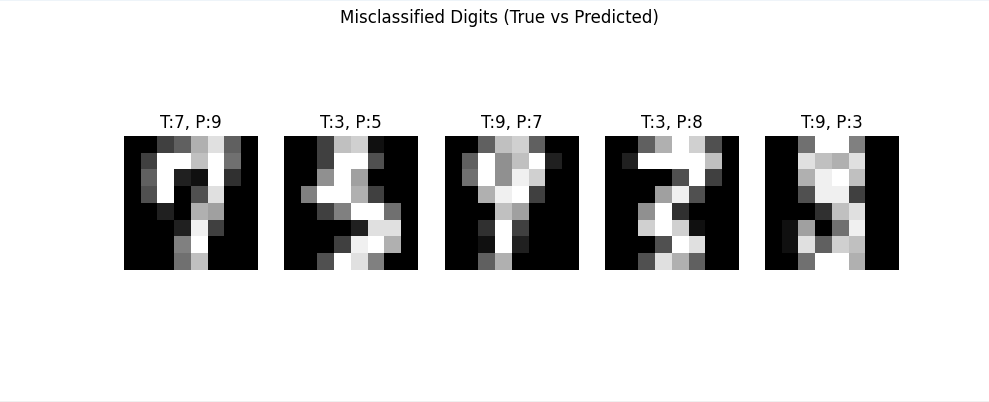 Misclassified Digits (True vs Predicted)
T:7, P:9 T:3, P:5 T:9, P:7 T:3, P:8 T:9, P:3